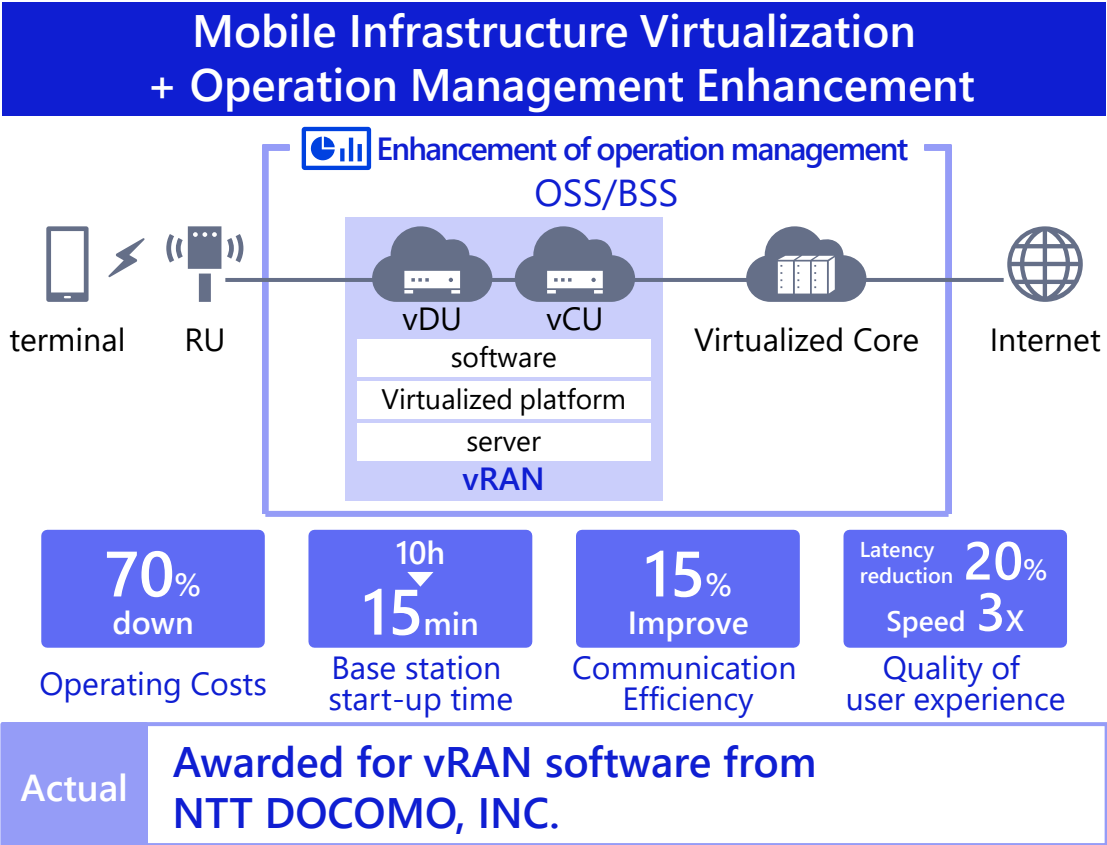 Mobile Infrastructure Virtualization
+ Operation Management Enhancement
Enhancement of operation management
OSS/BSS
terminal
RU
vDU
vCU
Virtualized Core
Internet
software
Virtualized platform
server
vRAN
70%
down
Operating Costs
10h
15min
Base station
start-up time
15%
Improve
Communication
Efficiency
Latency
reduction 20%
Speed 3X
Quality of
user experience
Actual
Awarded for vRAN software from
NTT DOCOMO, INC.